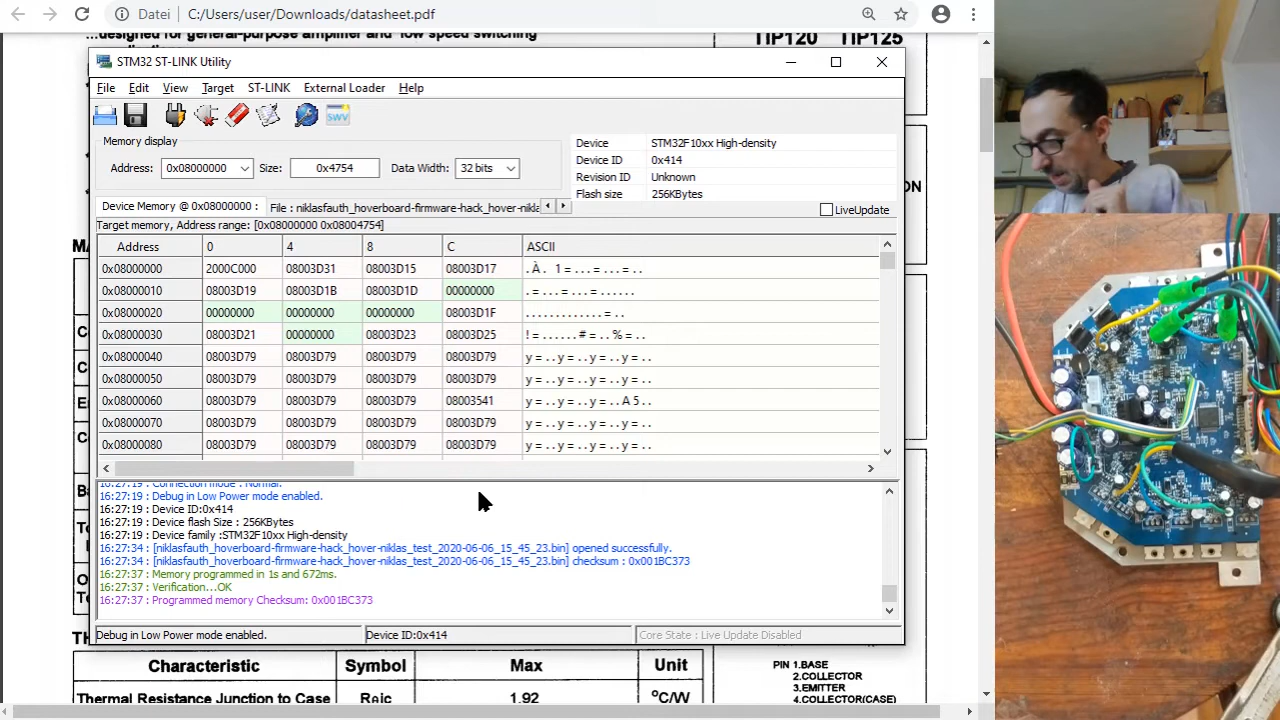 Datei C:/Users/user/Downloads/datasheet.pdf
...designed for general-purpose amplifier and low speed switching
TIP120 TIP125
STM32 ST-LINK Utility
File Edit View Target ST-LINK External Loader Help
SWV
Memory display
Address: 0x08000000 Size: 0x4754 Data Width: 32 bits
Device STM32F10xx High-density
Device ID 0x414
Revision ID Unknown
Flash size 256KBytes
Device Memory @ 0x08000000 : File : niklasfauth_hoverboard-firmware-hack_hover-nikla
LiveUpdate
Target memory, Address range: [0x08000000 0x08004754]
Address 0 4 8 C ASCII
0x08000000 2000C000 08003D31 08003D15 08003D17 .À. 1=...=...=..
0x08000010 08003D19 08003D1B 08003D1D 00000000 .=...=...=......
0x08000020 00000000 00000000 00000000 08003D1F .............=..
0x08000030 08003D21 00000000 08003D23 08003D25 !=......#=..%=..
0x08000040 08003D79 08003D79 08003D79 08003D79 y=..y=..y=..y=..
0x08000050 08003D79 08003D79 08003D79 08003D79 y=..y=..y=..y=..
0x08000060 08003D79 08003D79 08003D79 08003541 y=..y=..y=..A5..
0x08000070 08003D79 08003D79 08003D79 08003D79 y=..y=..y=..y=..
0x08000080 08003D79 08003D79 08003D79 08003D79 y=..y=..y=..y=..
16:27:19 : Connection mode : Normal.
16:27:19 : Debug in Low Power mode enabled.
16:27:19 : Device ID:0x414
16:27:19 : Device flash Size : 256KBytes
16:27:19 : Device family :STM32F10xx High-density
16:27:34 : [niklasfauth_hoverboard-firmware-hack_hover-niklas_test_2020-06-06_15_45_23.bin] opened successfully.
16:27:34 : [niklasfauth_hoverboard-firmware-hack_hover-niklas_test_2020-06-06_15_45_23.bin] checksum : 0x001BC373
16:27:37 : Memory programmed in 1s and 672ms.
16:27:37 : Verification...OK
16:27:37 : Programmed memory Checksum: 0x001BC373
Debug in Low Power mode enabled. Device ID:0x414 Core State : Live Update Disabled
Characteristic Symbol Max Unit
Thermal Resistance Junction to Case Rθjc 1.92 °C/W
PIN 1.BASE
2.COLLECTOR
3.EMITTER
4.COLLECTOR(CASE)